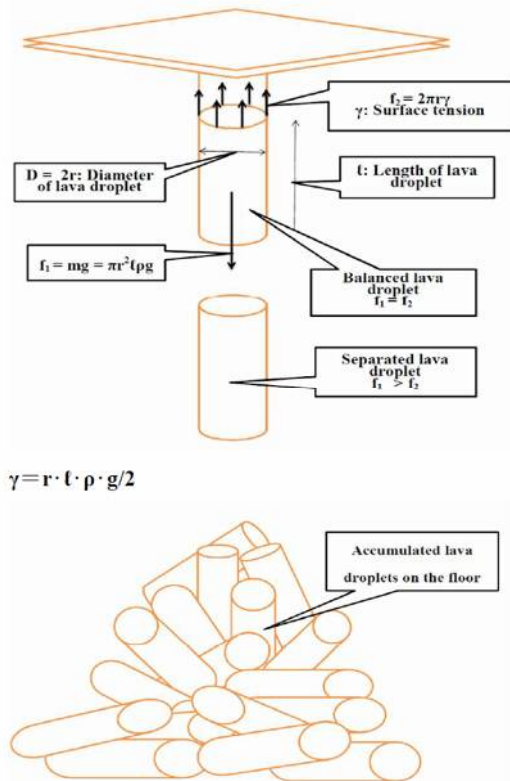 f₂ = 2πrγ
γ: Surface tension
D = 2r: Diameter
of lava droplet
ℓ: Length of lava
droplet
f₁ = mg = πr²ℓρg
Balanced lava
droplet
f₁ = f₂
Separated lava
droplet
f₁ > f₂
γ＝r·ℓ·ρ·g/2
Accumulated lava
droplets on the floor